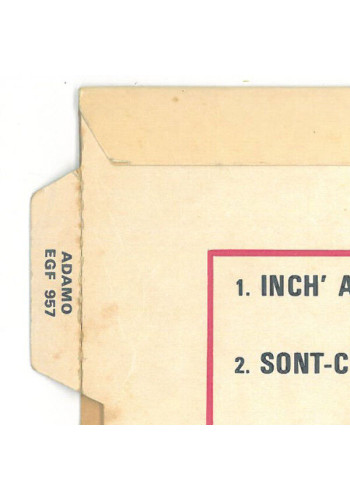 ADAMO
EGF 957
1. INCH' A
2. SONT-C